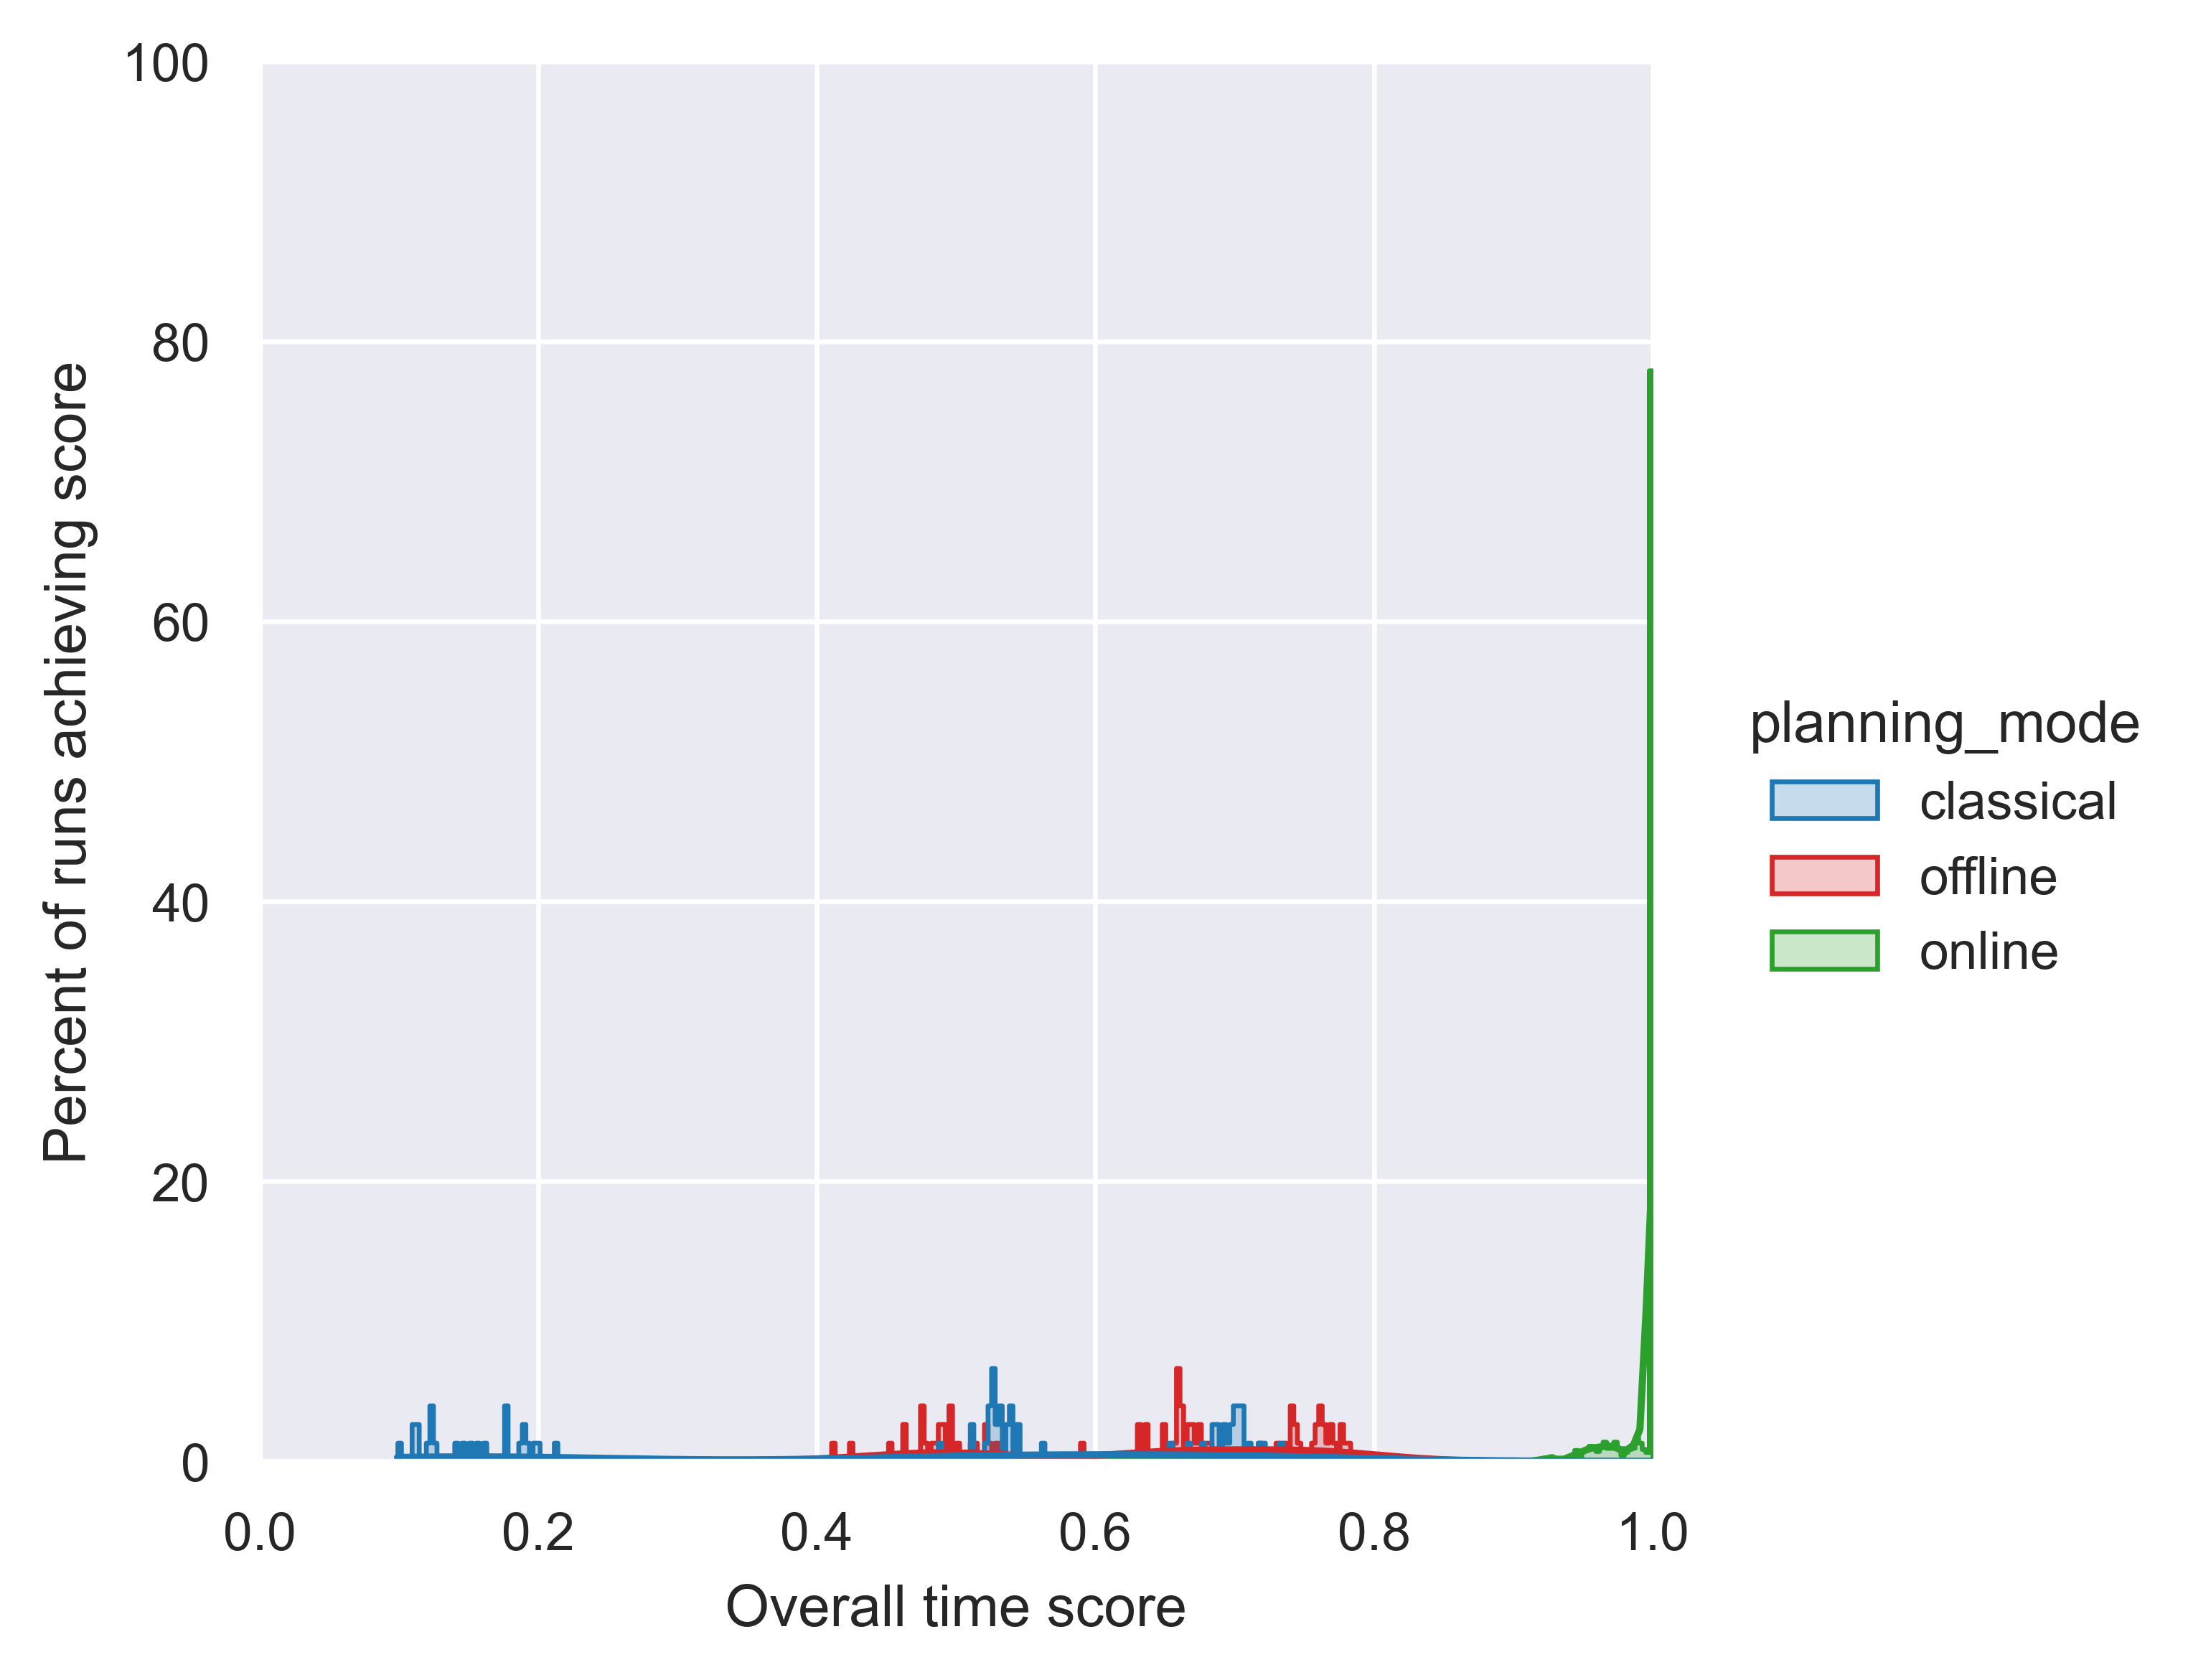 100
80
60
40
20
0
Percent of runs achieving score
0.0 0.2 0.4 0.6 0.8 1.0
Overall time score
planning_mode
classical
offline
online